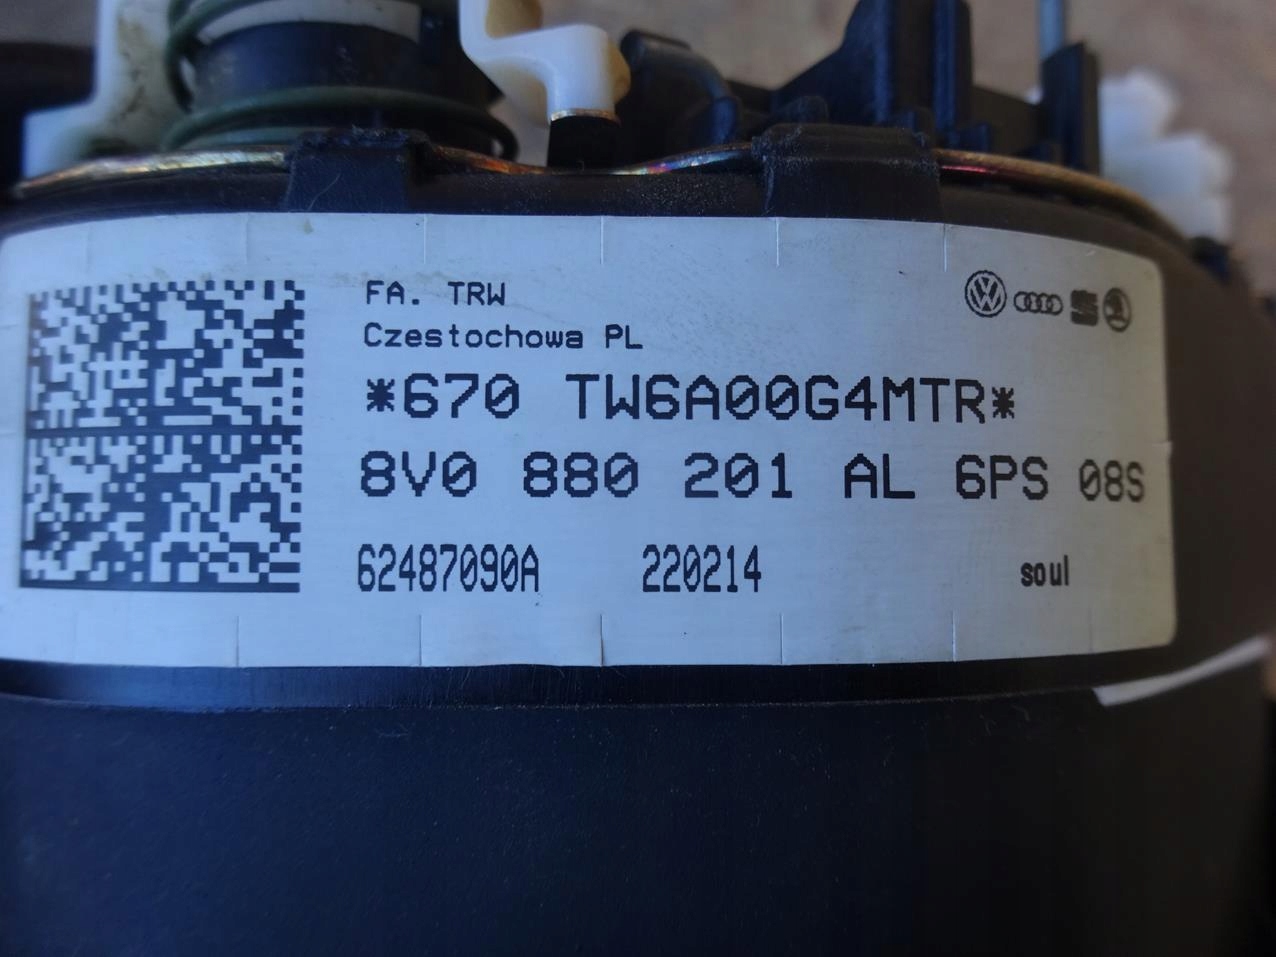 FA. TRW
Czestochowa PL
*670 TW6A00G4MTR*
8V0 880 201 AL 6PS 08S
62487090A 220214 soul